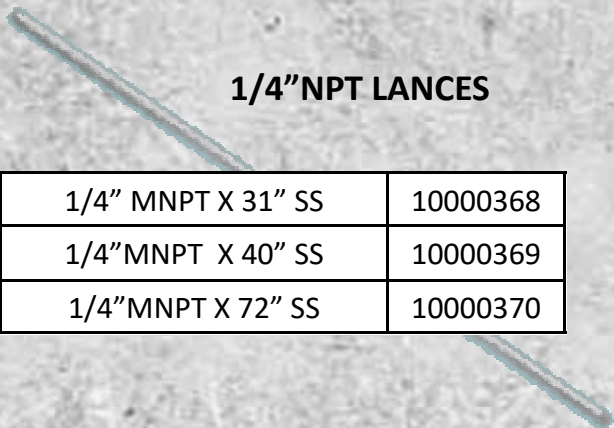 1/4”NPT LANCES
1/4” MNPT X 31” SS 10000368
1/4”MNPT X 40” SS 10000369
1/4”MNPT X 72” SS 10000370